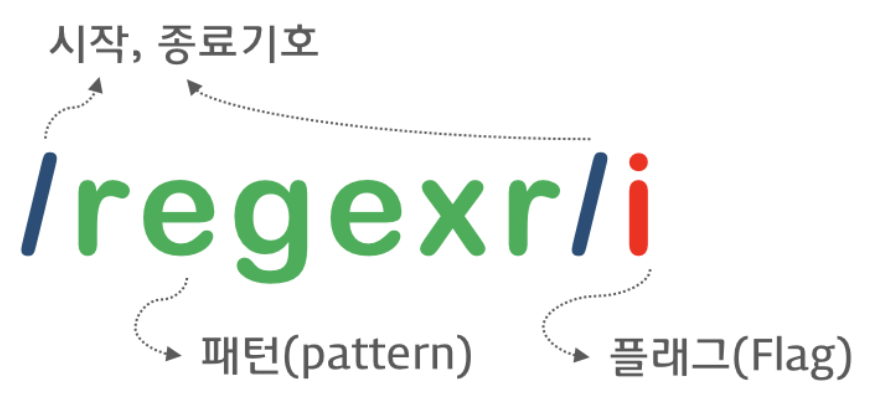 시작, 종료기호
/regexr/i
패턴(pattern)
플래그(Flag)